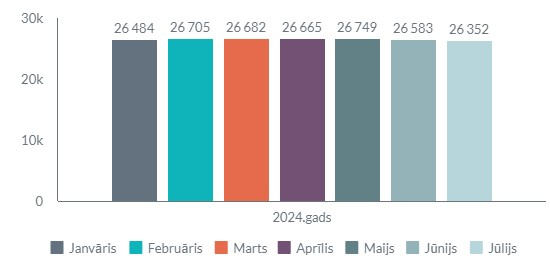 30k
26 484 26 705 26 682 26 665 26 749 26 583 26 352
20k
10k
0
2024.gads
Janvāris Februāris Marts Aprīlis Maijs Jūnijs Jūlijs